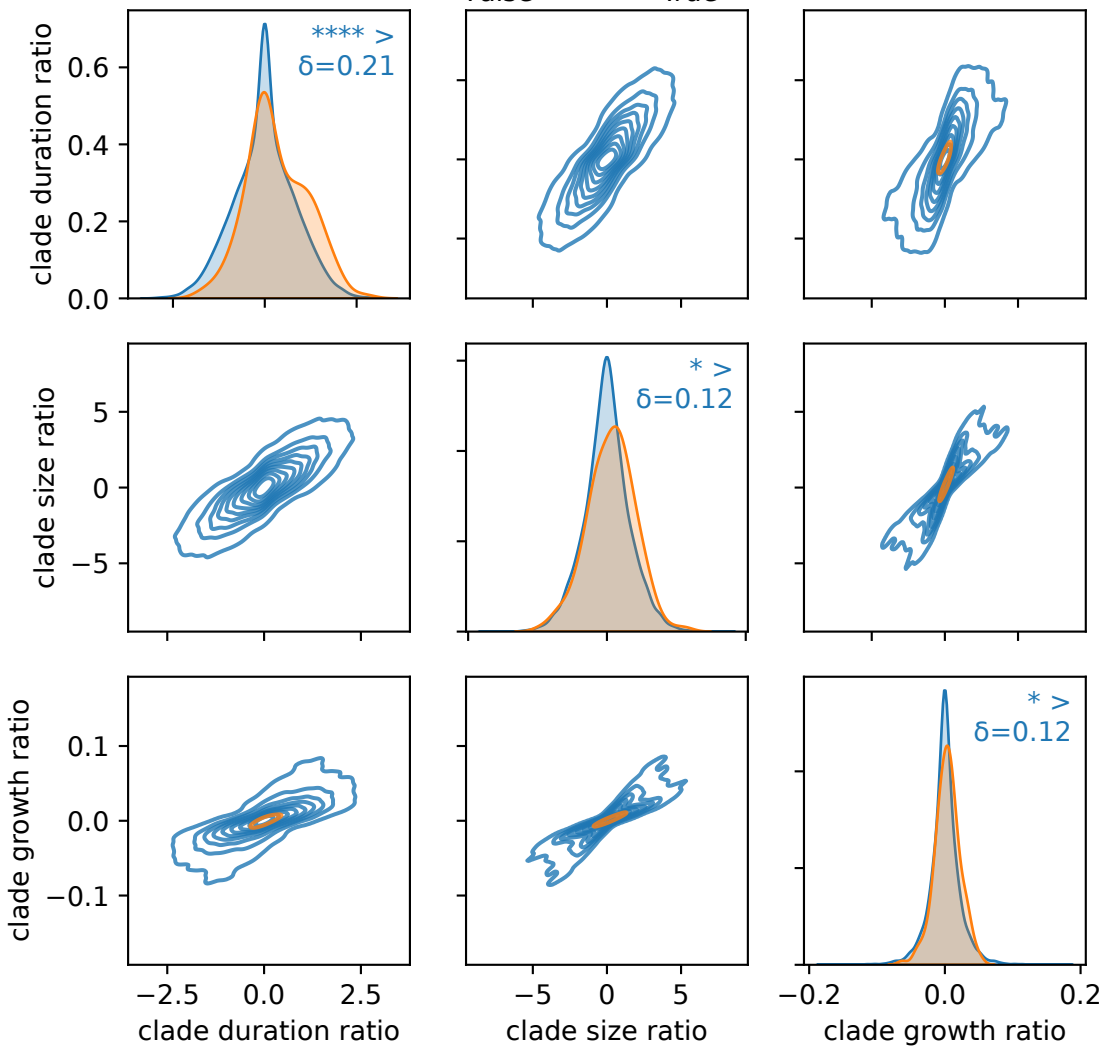 **** >
δ=0.21
0.6
0.4
0.2
0.0
clade duration ratio
* >
δ=0.12
5
0
−5
clade size ratio
* >
δ=0.12
0.1
0.0
−0.1
clade growth ratio
−2.5 0.0 2.5
−5 0 5
−0.2 0.0 0.2
clade duration ratio
clade size ratio
clade growth ratio